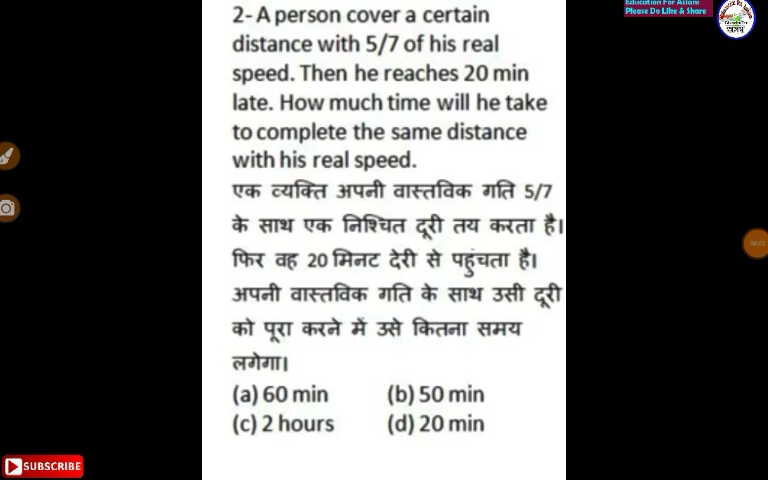 Education For Assam
Please Do Like & Share
2- A person cover a certain
distance with 5/7 of his real
speed. Then he reaches 20 min
late. How much time will he take
to complete the same distance
with his real speed.
एक व्यक्ति अपनी वास्तविक गति 5/7
के साथ एक निश्चित दूरी तय करता है।
फिर वह 20 मिनट देरी से पहुंचता है।
अपनी वास्तविक गति के साथ उसी दूरी
को पूरा करने में उसे कितना समय
लगेगा।
(a) 60 min (b) 50 min
(c) 2 hours (d) 20 min
SUBSCRIBE